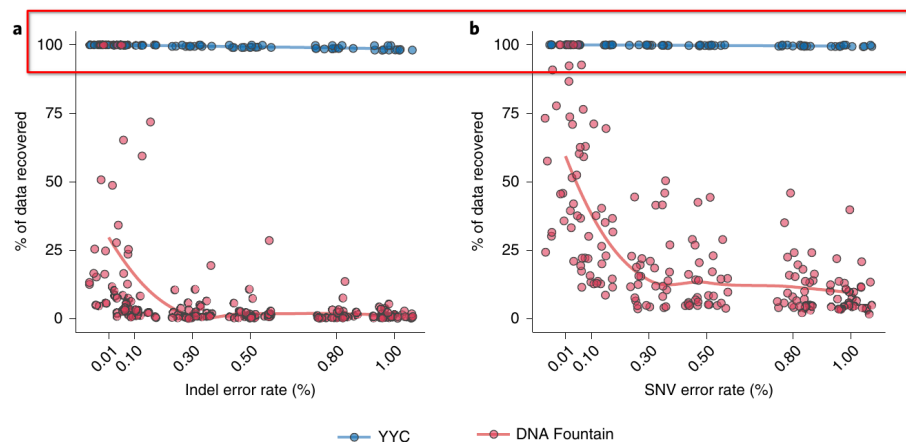 a
b
% of data recovered
100
75
50
25
0
0.01 0.10 0.30 0.50 0.80 1.00
Indel error rate (%)
% of data recovered
100
75
50
25
0
0.01 0.10 0.30 0.50 0.80 1.00
SNV error rate (%)
YYC DNA Fountain